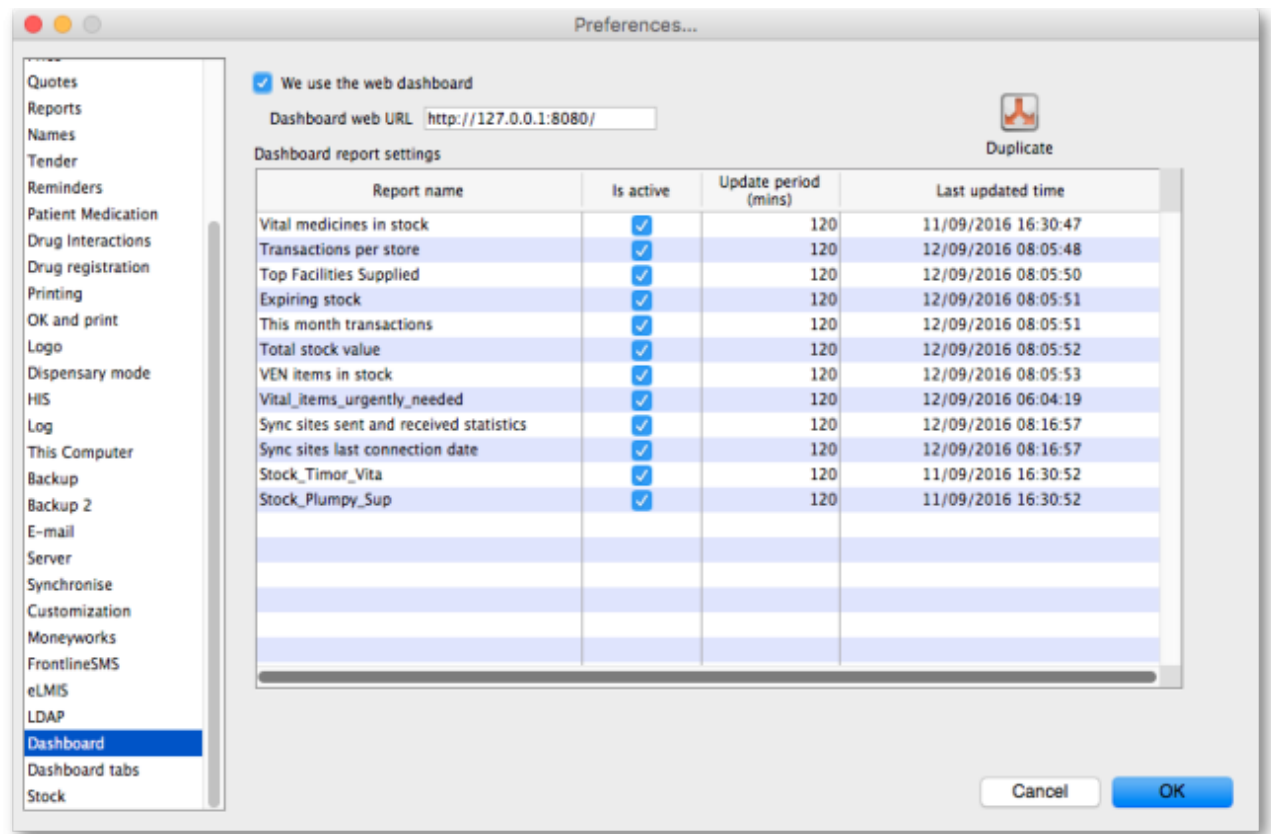 Preferences...
Quotes
Reports
Names
Tender
Reminders
Patient Medication
Drug Interactions
Drug registration
Printing
OK and print
Logo
Dispensary mode
HIS
Log
This Computer
Backup
Backup 2
E-mail
Server
Synchronise
Customization
Moneyworks
FrontlineSMS
eLMIS
LDAP
Dashboard
Dashboard tabs
Stock
We use the web dashboard
Dashboard web URL http://127.0.0.1:8080/
Duplicate
Dashboard report settings
Report name Is active Update period (mins) Last updated time
Vital medicines in stock 120 11/09/2016 16:30:47
Transactions per store 120 12/09/2016 08:05:48
Top Facilities Supplied 120 12/09/2016 08:05:50
Expiring stock 120 12/09/2016 08:05:51
This month transactions 120 12/09/2016 08:05:51
Total stock value 120 12/09/2016 08:05:52
VEN items in stock 120 12/09/2016 08:05:53
Vital_items_urgently_needed 120 12/09/2016 06:04:19
Sync sites sent and received statistics 120 12/09/2016 08:16:57
Sync sites last connection date 120 12/09/2016 08:16:57
Stock_Timor_Vita 120 11/09/2016 16:30:52
Stock_Plumpy_Sup 120 11/09/2016 16:30:52
Cancel OK